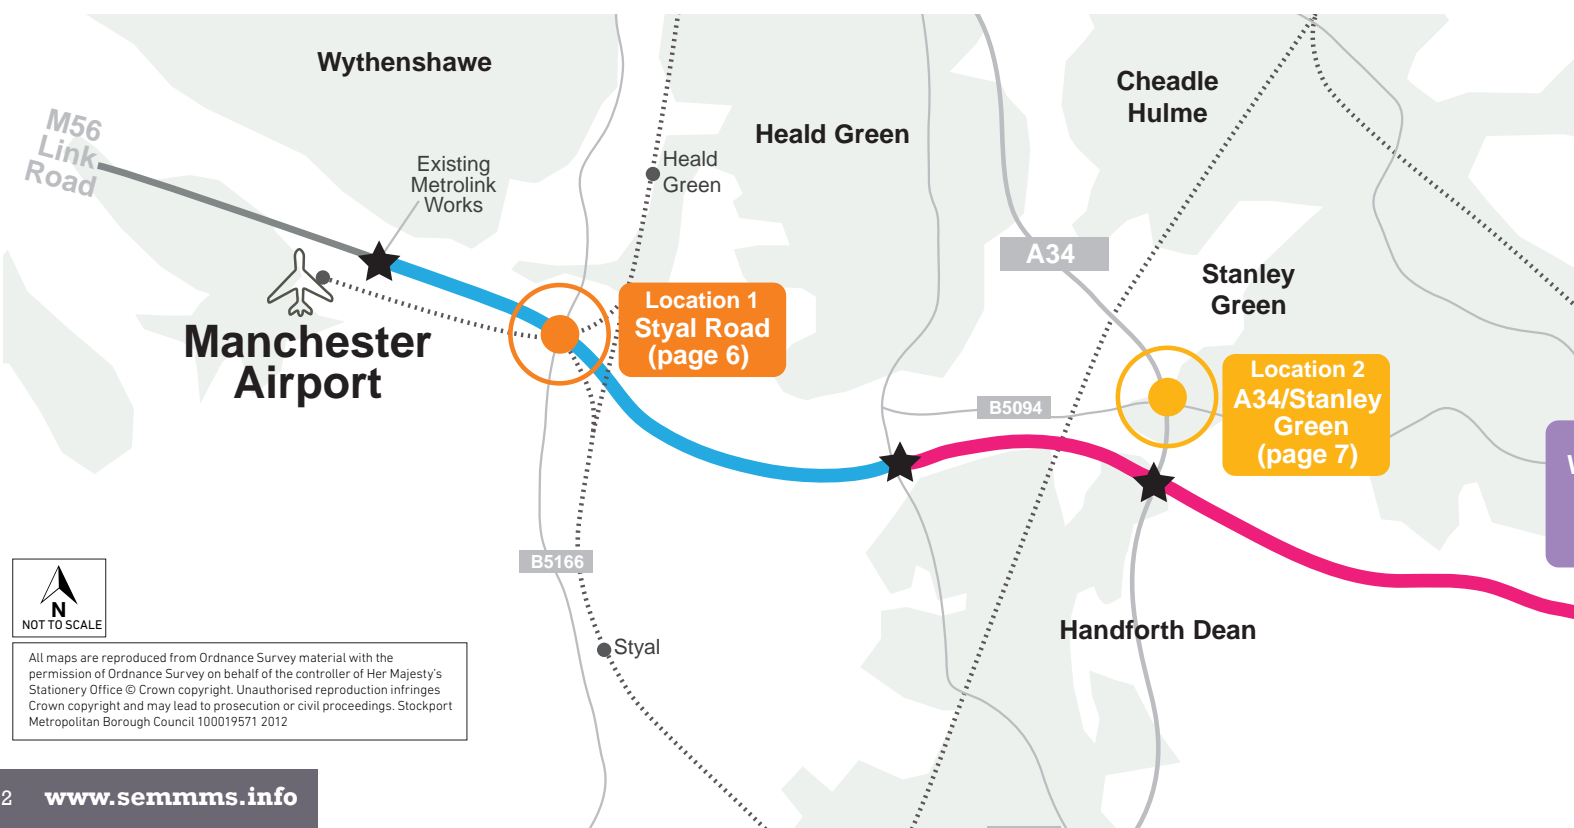 Wythenshawe
M56
Link
Road
Existing
Metrolink
Works
Heald
Green
Heald Green
Cheadle
Hulme
A34
Stanley
Green
Manchester
Airport
Location 1
Styal Road
(page 6)
Location 2
A34/Stanley
Green
(page 7)
B5094
B5166
Styal
Handforth Dean
N
NOT TO SCALE
All maps are reproduced from Ordnance Survey material with the
permission of Ordnance Survey on behalf of the controller of Her Majesty's
Stationery Office © Crown copyright. Unauthorised reproduction infringes
Crown copyright and may lead to prosecution or civil proceedings. Stockport
Metropolitan Borough Council 100019571 2012
2 www.semmms.info